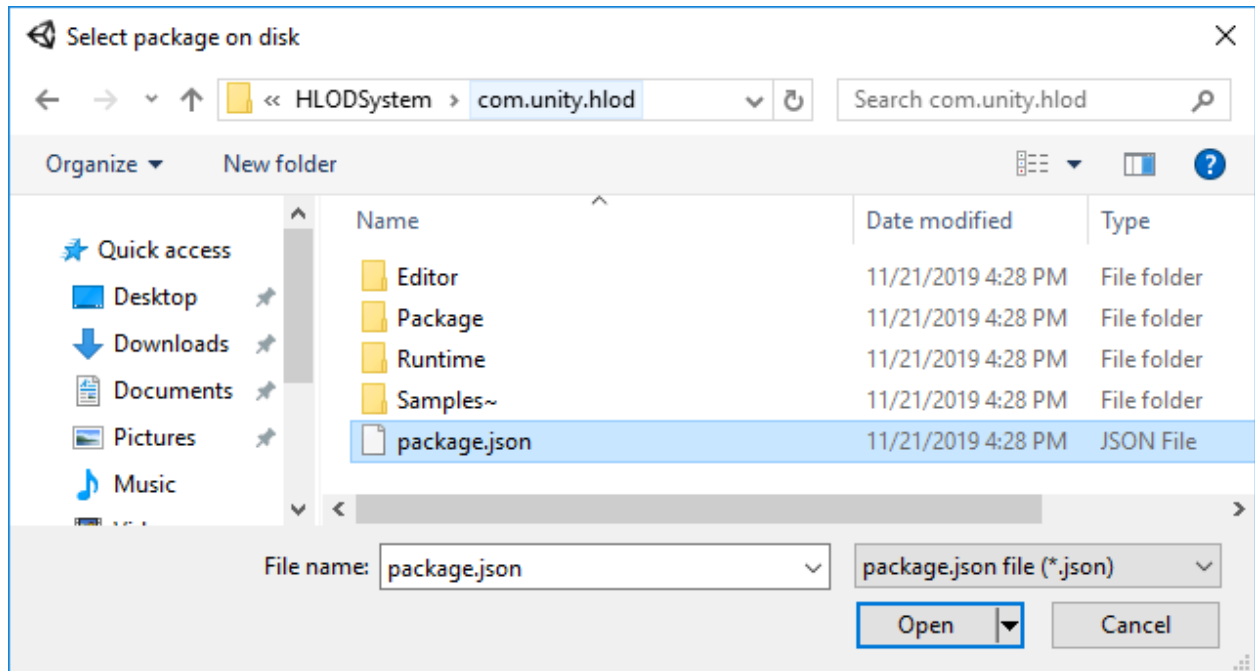 Select package on disk
« HLODSystem › com.unity.hlod
Search com.unity.hlod
Organize
New folder
?
Name
Date modified
Type
Quick access
Desktop
Downloads
Documents
Pictures
Music
Editor 11/21/2019 4:28 PM File folder
Package 11/21/2019 4:28 PM File folder
Runtime 11/21/2019 4:28 PM File folder
Samples~ 11/21/2019 4:28 PM File folder
package.json 11/21/2019 4:28 PM JSON File
File name: package.json
package.json file (*.json)
Open
Cancel